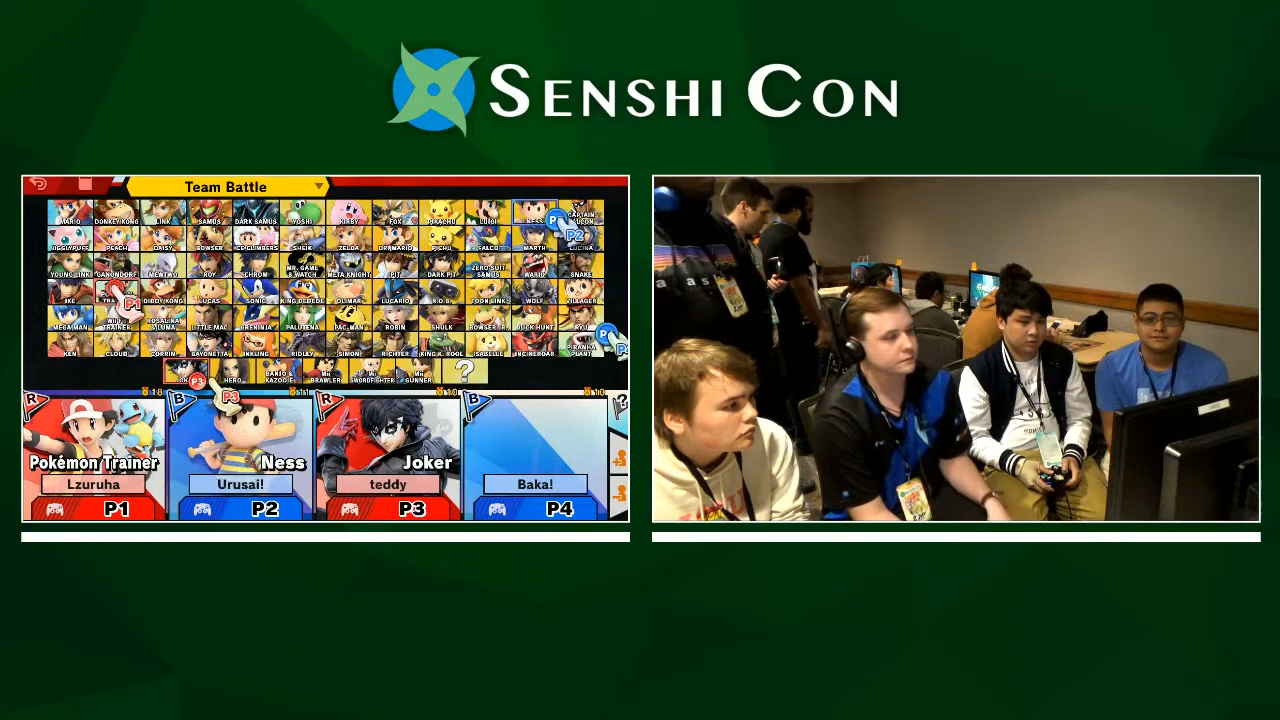 SENSHI CON
Team Battle
MARIO DONKEY KONG LINK SAMUS DARK SAMUS YOSHI KIRBY FOX PIKACHU LUIGI NESS CAPTAIN FALCON
JIGGLYPUFF PEACH DAISY BOWSER ICE CLIMBERS SHEIK ZELDA DR. MARIO PICHU FALCO MARTH LUCINA
YOUNG LINK GANONDORF MEWTWO ROY CHROM MR. GAME & WATCH META KNIGHT PIT DARK PIT ZERO SUIT SAMUS WARIO SNAKE
IKE DIDDY KONG LUCAS SONIC KING DEDEDE OLIMAR LUCARIO R.O.B. TOON LINK WOLF VILLAGER
MEGA MAN WII FIT TRAINER ROSALINA & LUMA LITTLE MAC GRENINJA PALUTENA PAC-MAN ROBIN SHULK BOWSER JR. DUCK HUNT RYU
KEN CLOUD CORRIN BAYONETTA INKLING RIDLEY SIMON RICHTER KING K. ROOL ISABELLE INCINEROAR PIRANHA PLANT
HERO BANJO & KAZOOIE Mii BRAWLER Mii SWORDFIGHTER Mii GUNNER ?
P1
P2
P3
P3
R B R B ?
Pokémon Trainer Ness Joker
Lzuruha Urusai! teddy Baka!
P1 P2 P3 P4